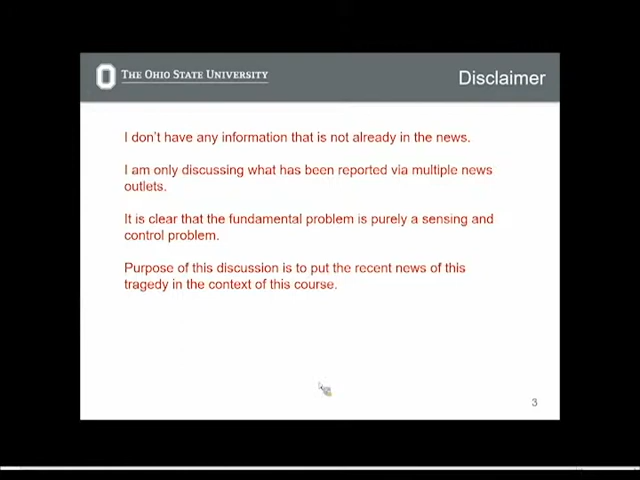 THE OHIO STATE UNIVERSITY
Disclaimer
I don't have any information that is not already in the news.
I am only discussing what has been reported via multiple news
outlets.
It is clear that the fundamental problem is purely a sensing and
control problem.
Purpose of this discussion is to put the recent news of this
tragedy in the context of this course.
3